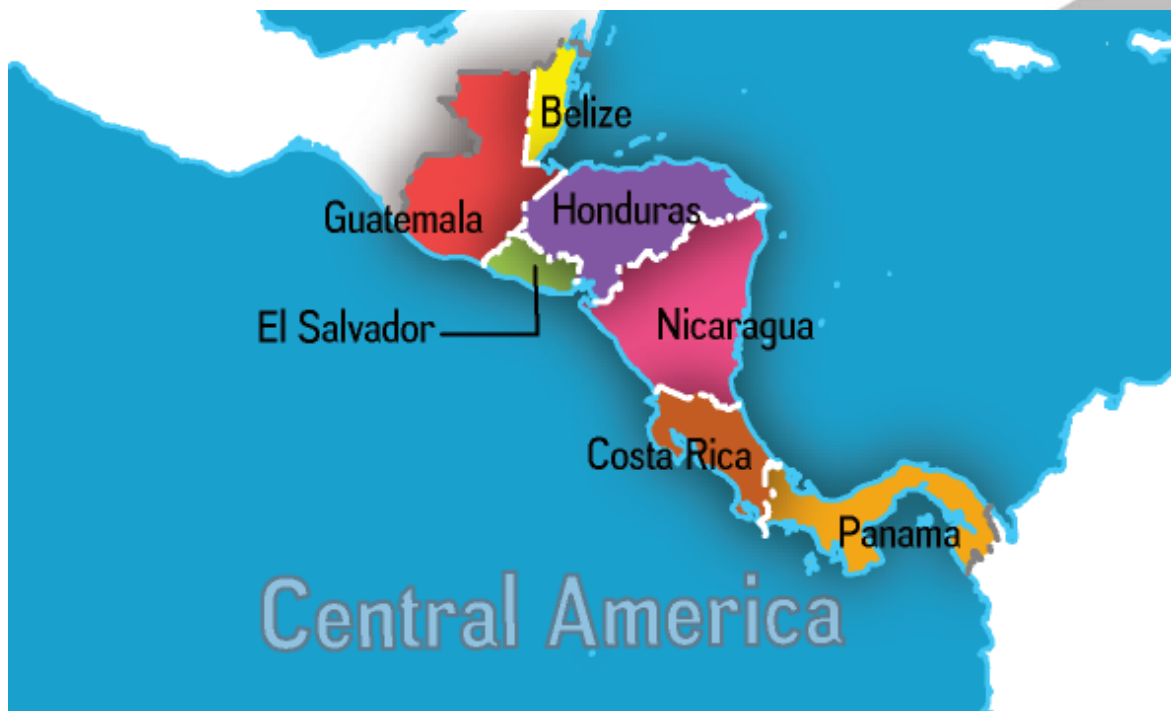 Belize
Guatemala
Honduras
El Salvador
Nicaragua
Costa Rica
Panama
Central America